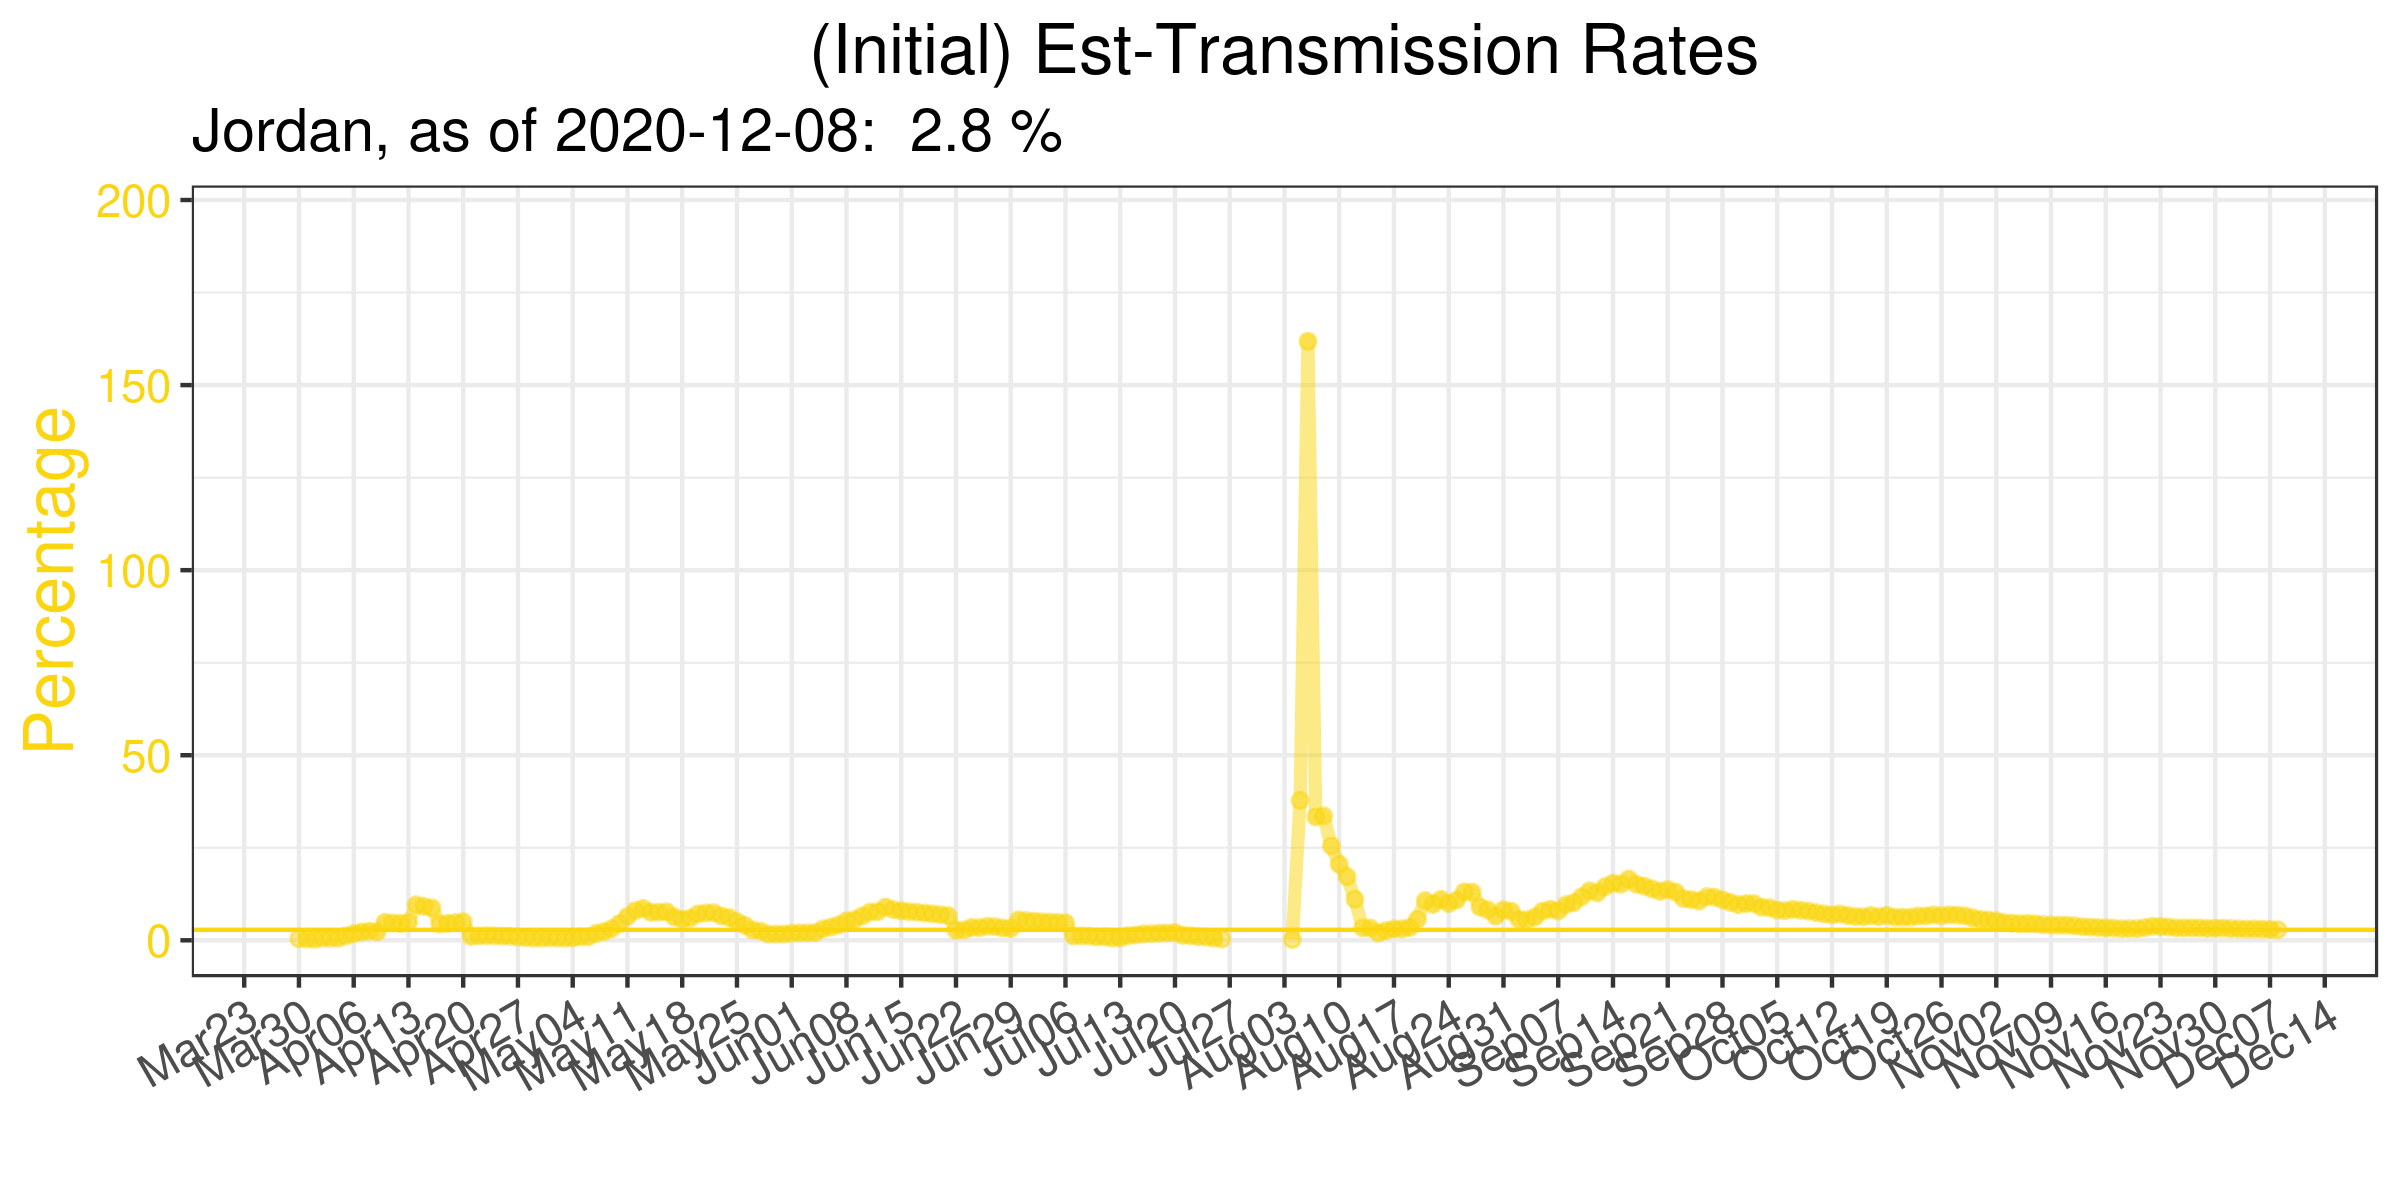 (Initial) Est-Transmission Rates
Jordan, as of 2020-12-08:  2.8 %
Percentage
200
150
100
50
0
Mar23
Mar30
Apr06
Apr13
Apr20
Apr27
May04
May11
May18
May25
Jun01
Jun08
Jun15
Jun22
Jun29
Jul06
Jul13
Jul20
Jul27
Aug03
Aug10
Aug17
Aug24
Aug31
Sep07
Sep14
Sep21
Sep28
Oct05
Oct12
Oct19
Oct26
Nov02
Nov09
Nov16
Nov23
Nov30
Dec07
Dec14